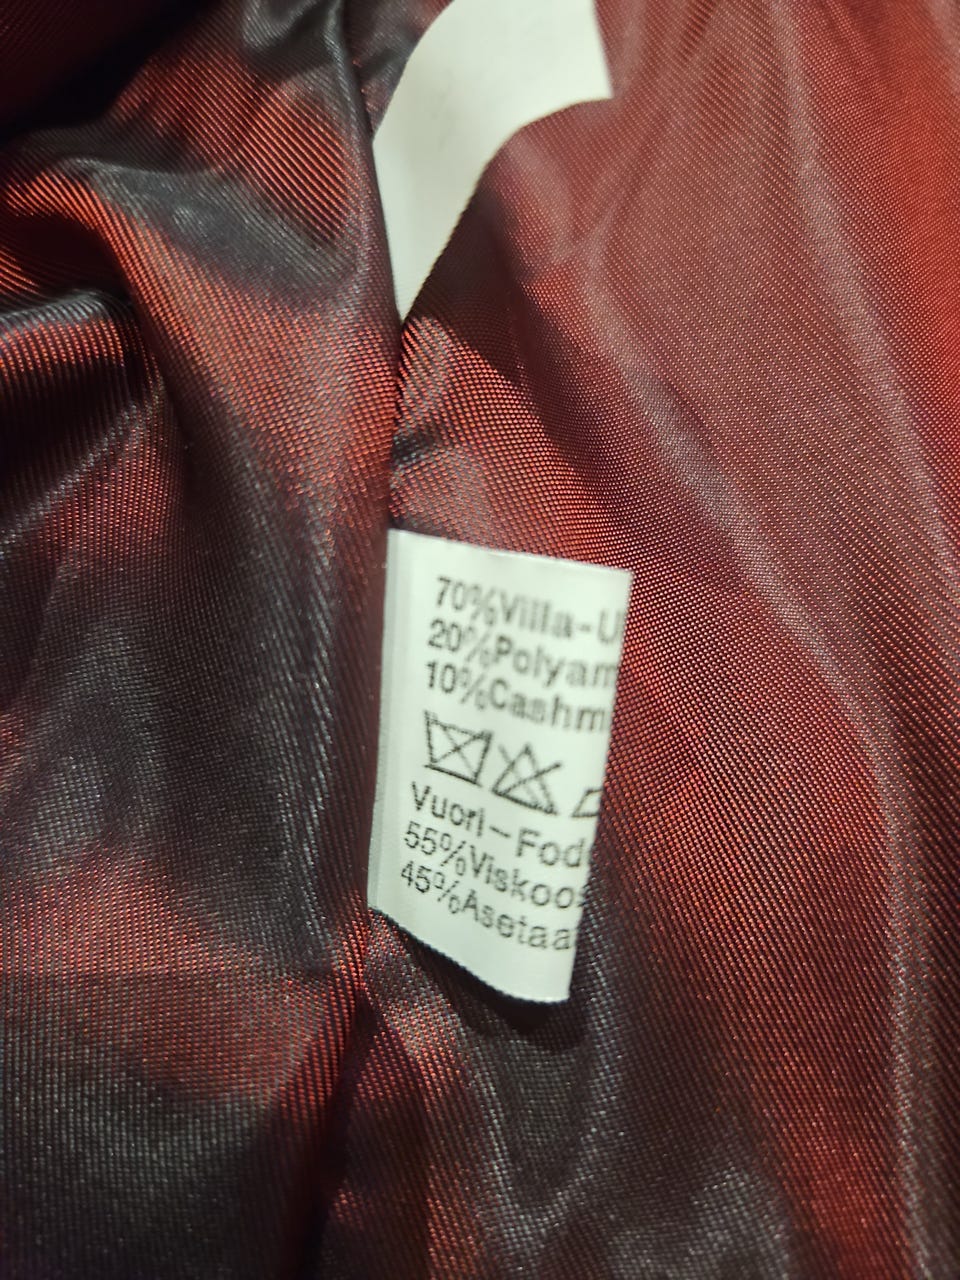 70%Villa-U
20%Polyam
10%Cashm
Vuori-Fod
55%Viskoos
45%Asetaa